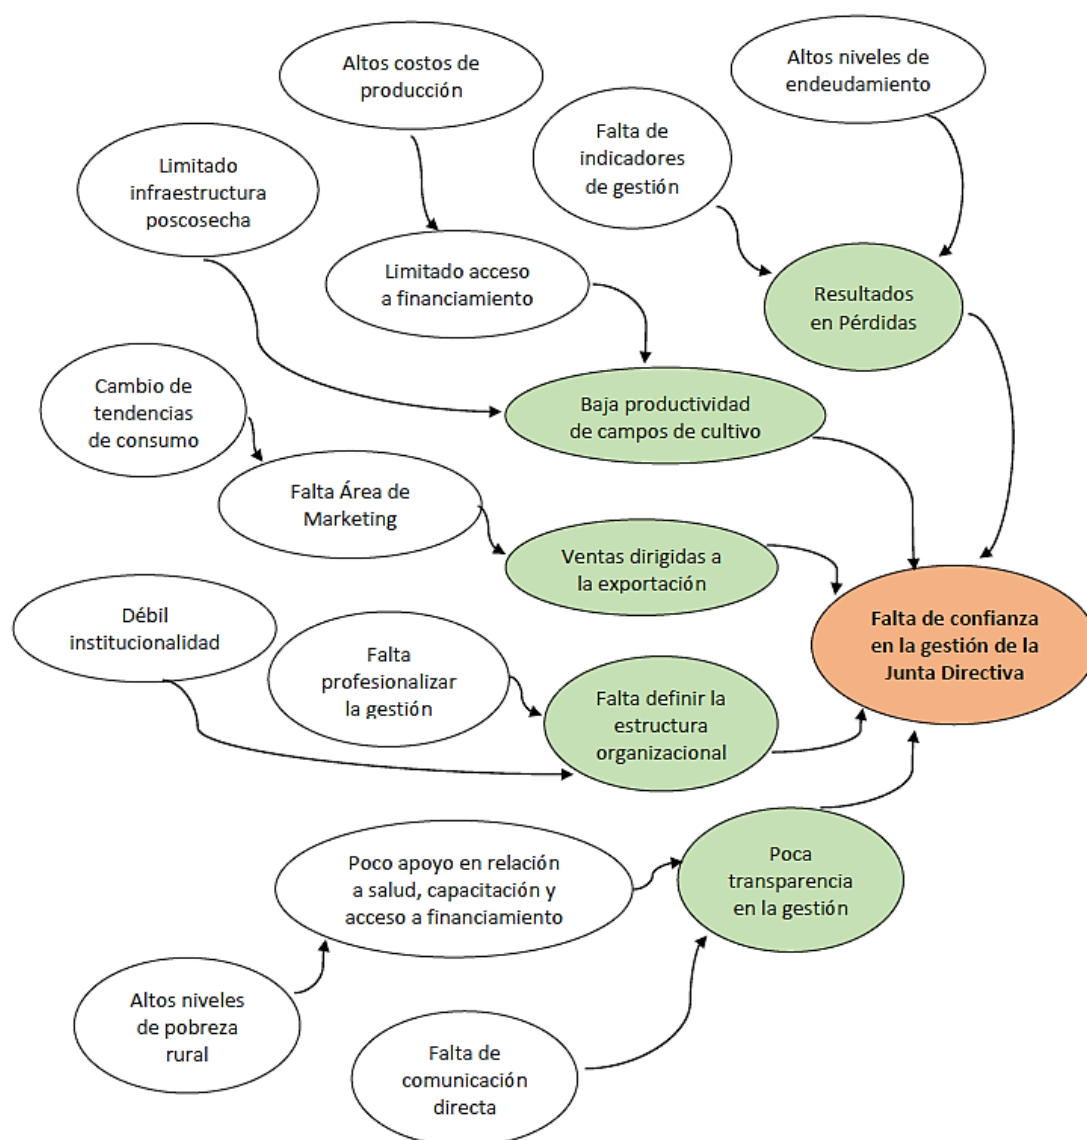 Altos costos de
producción
Altos niveles de
endeudamiento
Falta de
indicadores
de gestión
Limitado
infraestructura
poscosecha
Limitado acceso
a financiamiento
Resultados
en Pérdidas
Cambio de
tendencias
de consumo
Baja productividad
de campos de cultivo
Falta Área de
Marketing
Ventas dirigidas a
la exportación
Débil
institucionalidad
Falta
profesionalizar
la gestión
Falta definir la
estructura
organizacional
Falta de confianza
en la gestión de la
Junta Directiva
Poco apoyo en relación
a salud, capacitación y
acceso a financiamiento
Poca
transparencia
en la gestión
Altos niveles
de pobreza
rural
Falta de
comunicación
directa